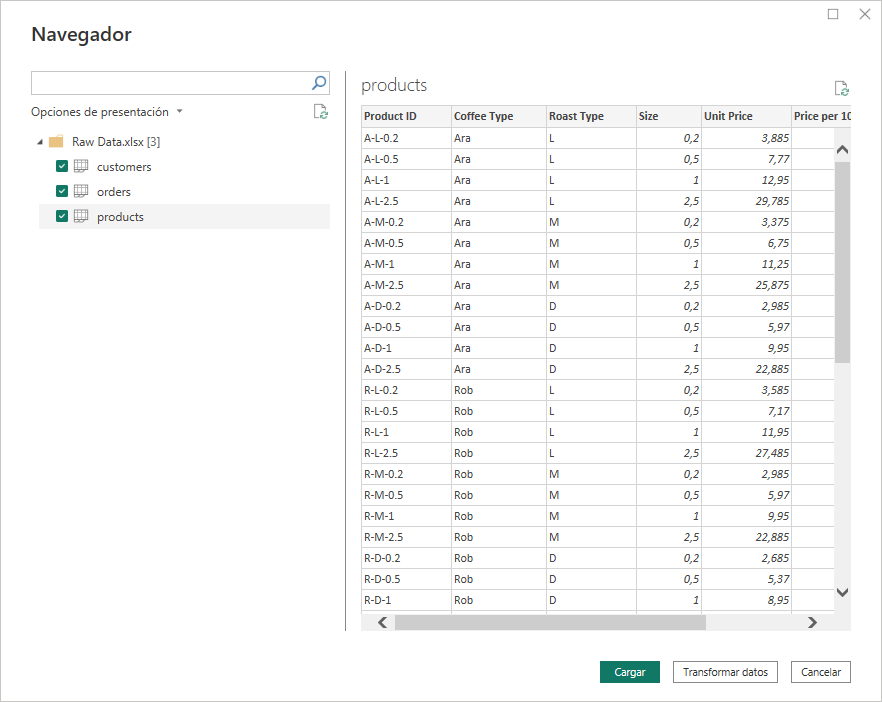 Navegador
Opciones de presentación
Raw Data.xlsx [3]
customers
orders
products
products
Product ID Coffee Type Roast Type Size Unit Price Price per 10
A-L-0.2 Ara L 0,2 3,885
A-L-0.5 Ara L 0,5 7,77
A-L-1 Ara L 1 12,95
A-L-2.5 Ara L 2,5 29,785
A-M-0.2 Ara M 0,2 3,375
A-M-0.5 Ara M 0,5 6,75
A-M-1 Ara M 1 11,25
A-M-2.5 Ara M 2,5 25,875
A-D-0.2 Ara D 0,2 2,985
A-D-0.5 Ara D 0,5 5,97
A-D-1 Ara D 1 9,95
A-D-2.5 Ara D 2,5 22,885
R-L-0.2 Rob L 0,2 3,585
R-L-0.5 Rob L 0,5 7,17
R-L-1 Rob L 1 11,95
R-L-2.5 Rob L 2,5 27,485
R-M-0.2 Rob M 0,2 2,985
R-M-0.5 Rob M 0,5 5,97
R-M-1 Rob M 1 9,95
R-M-2.5 Rob M 2,5 22,885
R-D-0.2 Rob D 0,2 2,685
R-D-0.5 Rob D 0,5 5,37
R-D-1 Rob D 1 8,95
Cargar Transformar datos Cancelar